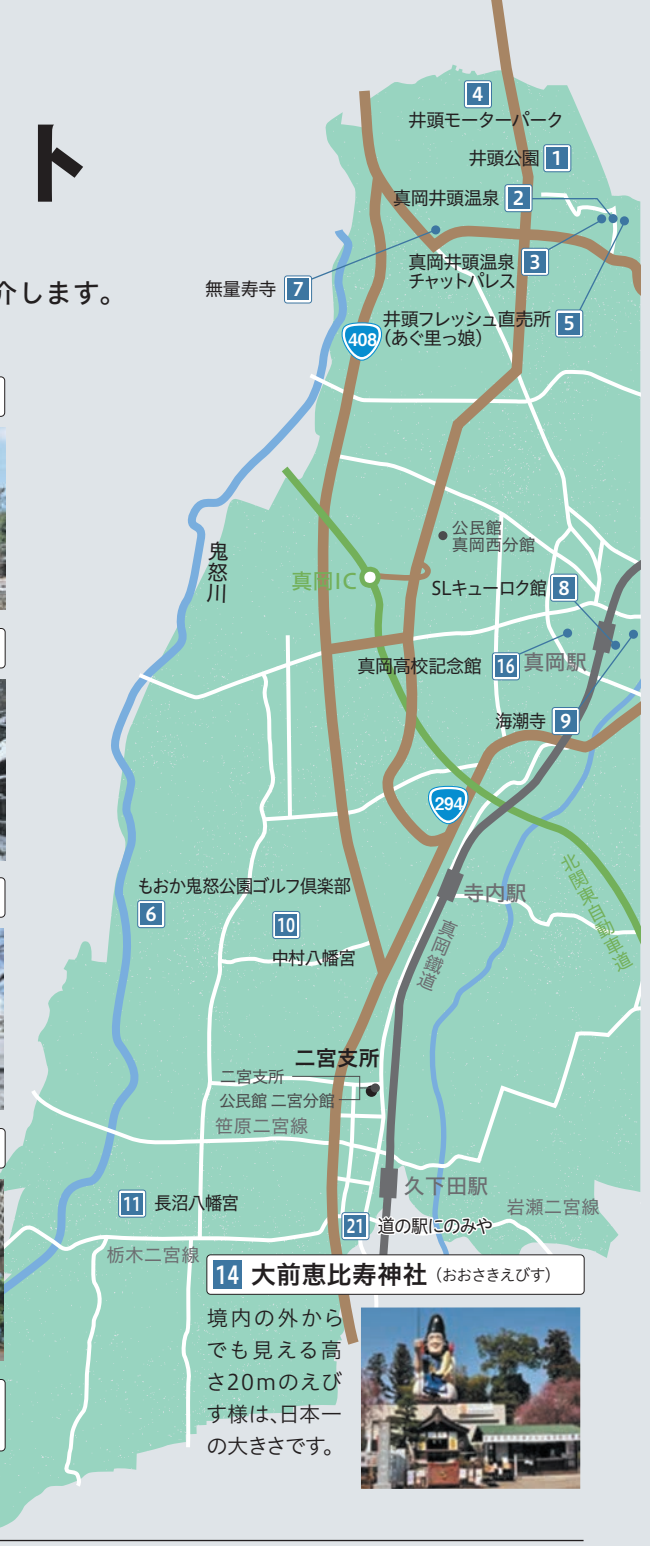 ト
介します。
4
井頭モーターパーク
井頭公園 1
真岡井頭温泉 2
真岡井頭温泉 3
チャットパレス
無量寿寺 7
井頭フレッシュ直売所 5
(あぐ里っ娘)
408
公民館
真岡西分館
鬼怒川
真岡IC
SLキューロク館 8
真岡高校記念館 16
真岡駅
海潮寺 9
294
もおか鬼怒公園ゴルフ倶楽部
6
10
中村八幡宮
寺内駅
真岡鐵道
北関東自動車道
二宮支所
二宮支所
公民館 二宮分館
笹原二宮線
久下田駅
岩瀬二宮線
11 長沼八幡宮
21 道の駅にのみや
栃木二宮線
14 大前恵比寿神社 (おおさきえびす)
境内の外から
でも見える高
さ20mのえび
す様は、日本一
の大きさです。